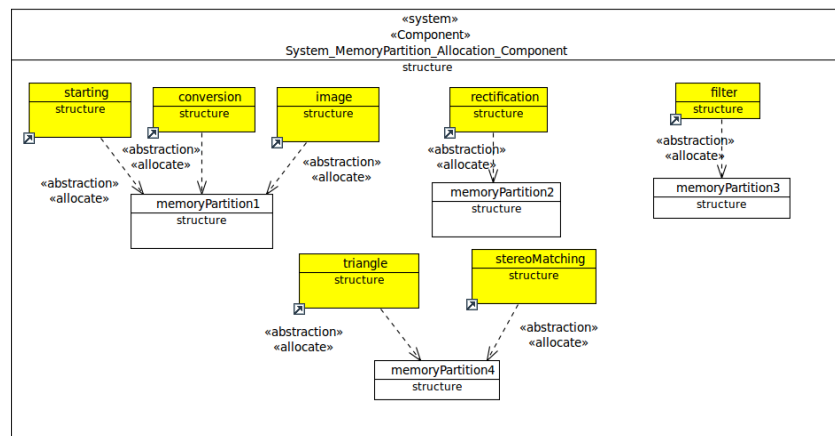 «system»
«Component»
System_MemoryPartition_Allocation_Component
structure
starting
structure
conversion
structure
image
structure
rectification
structure
filter
structure
«abstraction»
«allocate»
«abstraction»
«allocate»
«abstraction»
«allocate»
«abstraction»
«allocate»
«abstraction»
«allocate»
memoryPartition1
structure
memoryPartition2
structure
memoryPartition3
structure
triangle
structure
stereoMatching
structure
«abstraction»
«allocate»
«abstraction»
«allocate»
memoryPartition4
structure